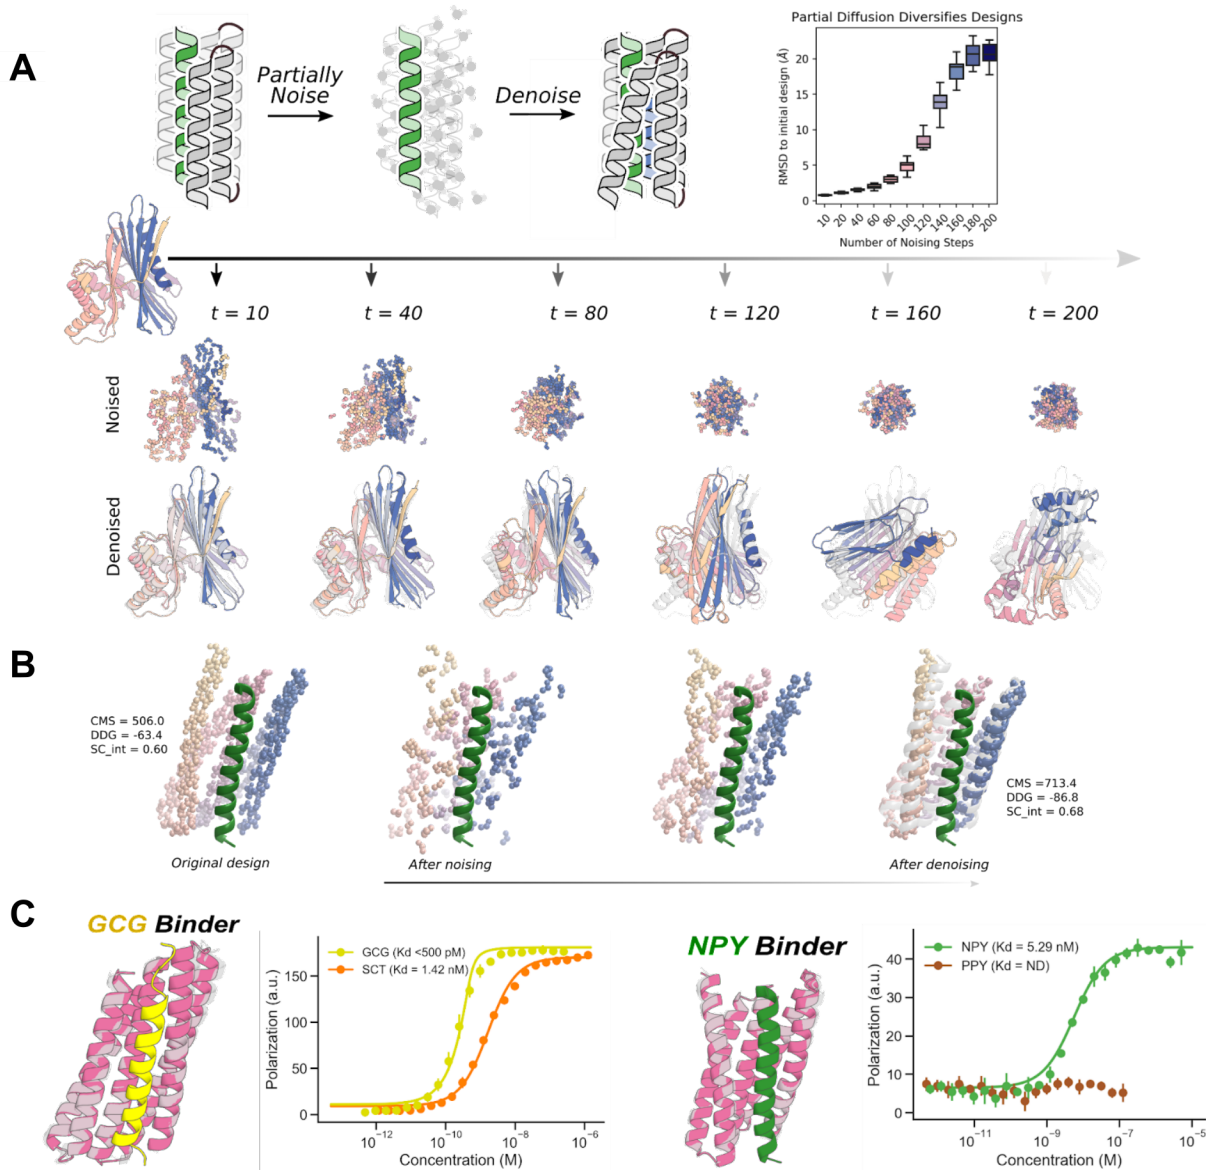 A
Partially
Noise
Denoise
Partial Diffusion Diversifies Designs
RMSD to initial design (Å)
20
15
10
5
0
10 20 40 60 80 100 120 140 160 180 200
Number of Noising Steps
t = 10 t = 40 t = 80 t = 120 t = 160 t = 200
Noised
Denoised
B
CMS = 506.0
DDG = -63.4
SC_int = 0.60
Original design
After noising
CMS =713.4
DDG = -86.8
SC_int = 0.68
After denoising
C
GCG Binder
Polarization (a.u.)
150
100
50
0
GCG (Kd <500 pM)
SCT (Kd = 1.42 nM)
10⁻¹² 10⁻¹⁰ 10⁻⁸ 10⁻⁶
Concentration (M)
NPY Binder
Polarization (a.u.)
40
30
20
10
0
NPY (Kd = 5.29 nM)
PPY (Kd = ND)
10⁻¹¹ 10⁻⁹ 10⁻⁷ 10⁻⁵
Concentration (M)